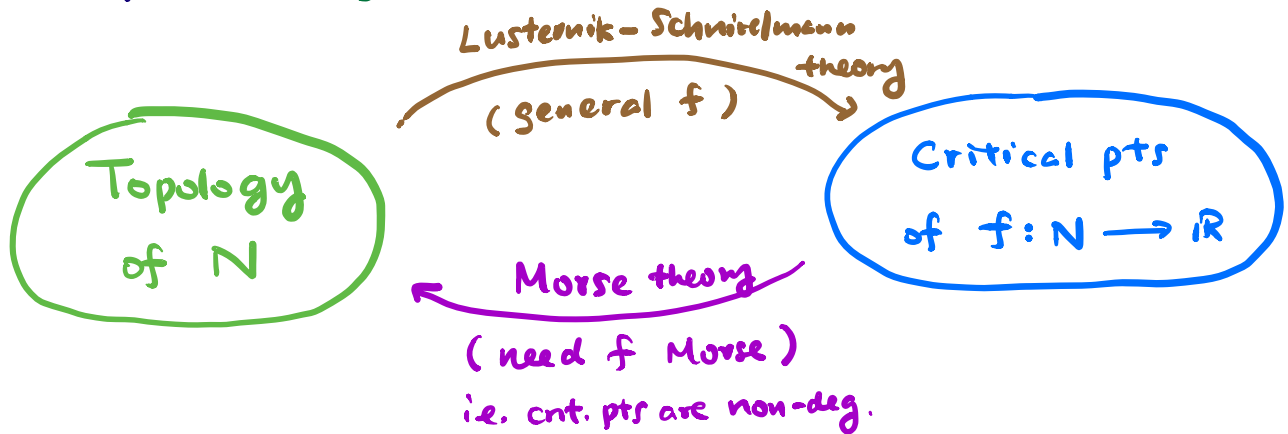 Lusternik - Schnirelmann
theory
(general f)
Topology
of N
Critical pts
of f : N → ℝ
Morse theory
(need f Morse)
i.e. crit. pts are non-deg.